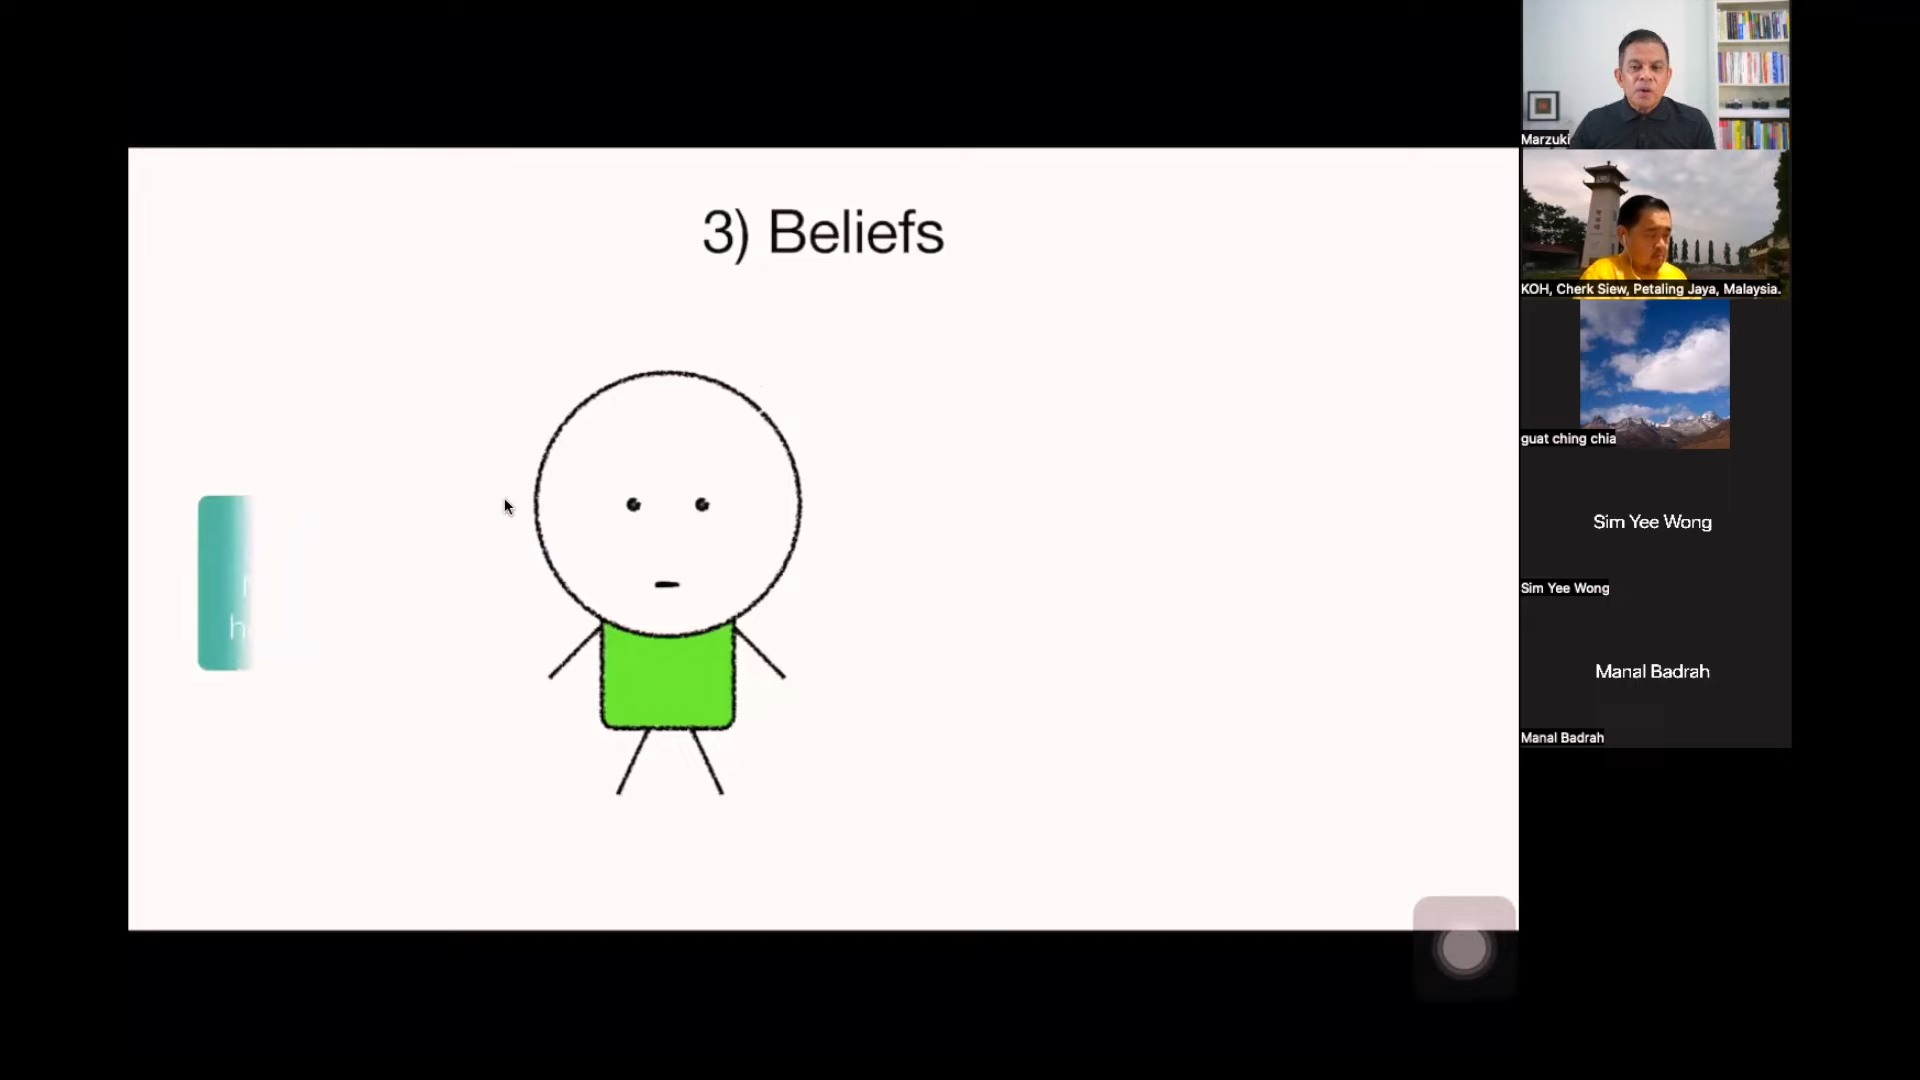 3) Beliefs
Marzuki
KOH, Cherk Siew, Petaling Jaya, Malaysia.
guat ching chia
Sim Yee Wong
Sim Yee Wong
Manal Badrah
Manal Badrah